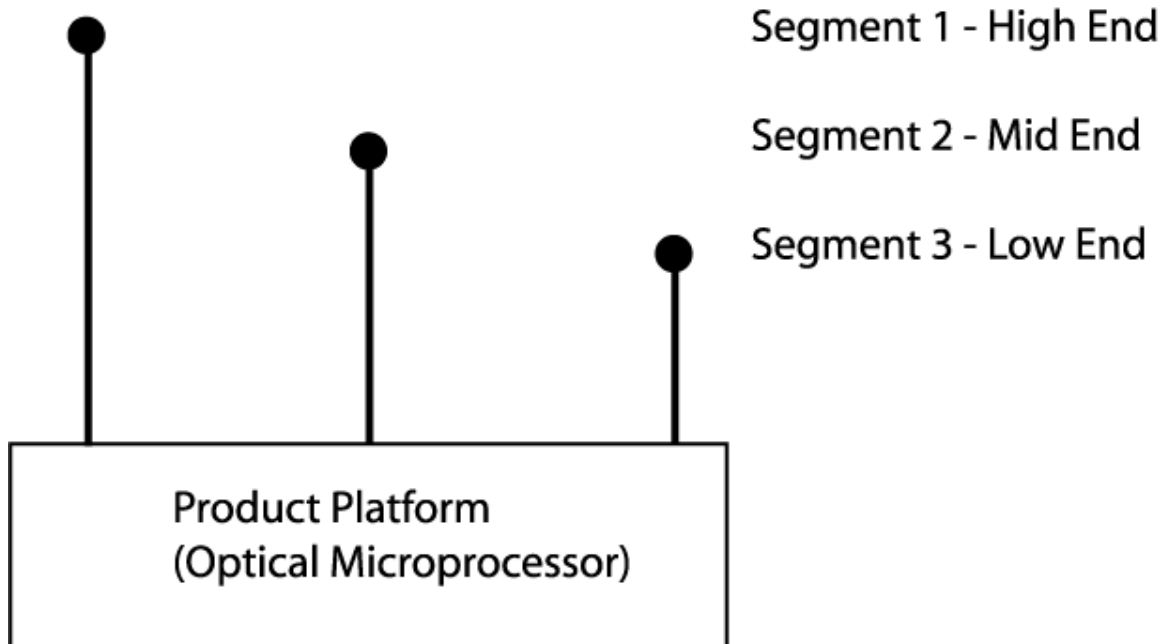 Segment 1 - High End
Segment 2 - Mid End
Segment 3 - Low End
Product Platform
(Optical Microprocessor)